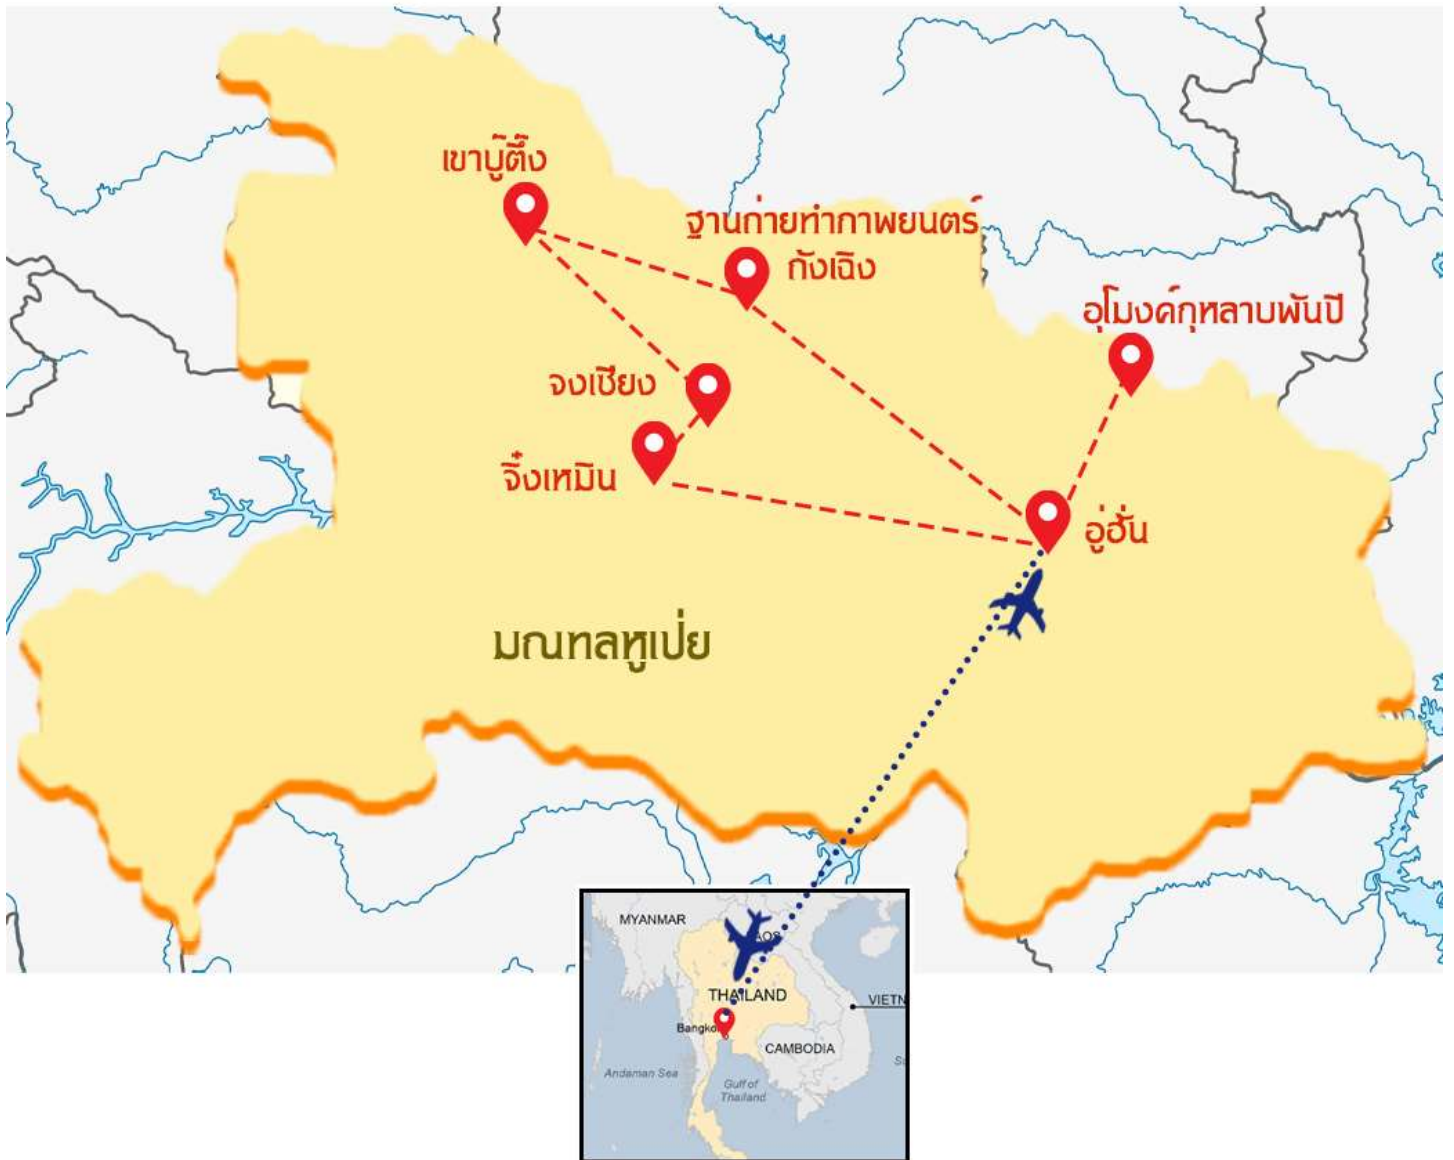 เขาบู๊ตึ๊ง
ฐานถ่ายทำภาพยนตร์
ถังเฉิง
อุโมงค์กุหลาบพันปี
จงเซียง
จิ๋งเหมิน
อู่ฮั่น
มณฑลหูเป่ย
MYANMAR
THAILAND
Bangkok
CAMBODIA
Andaman Sea
Gulf of
Thailand